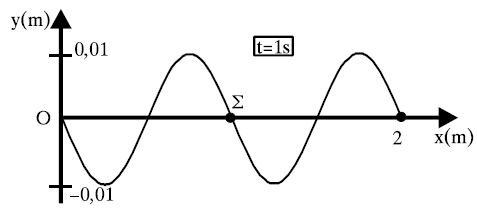 y(m)
0,01
t=1s
Σ
O
2
x(m)
–0,01